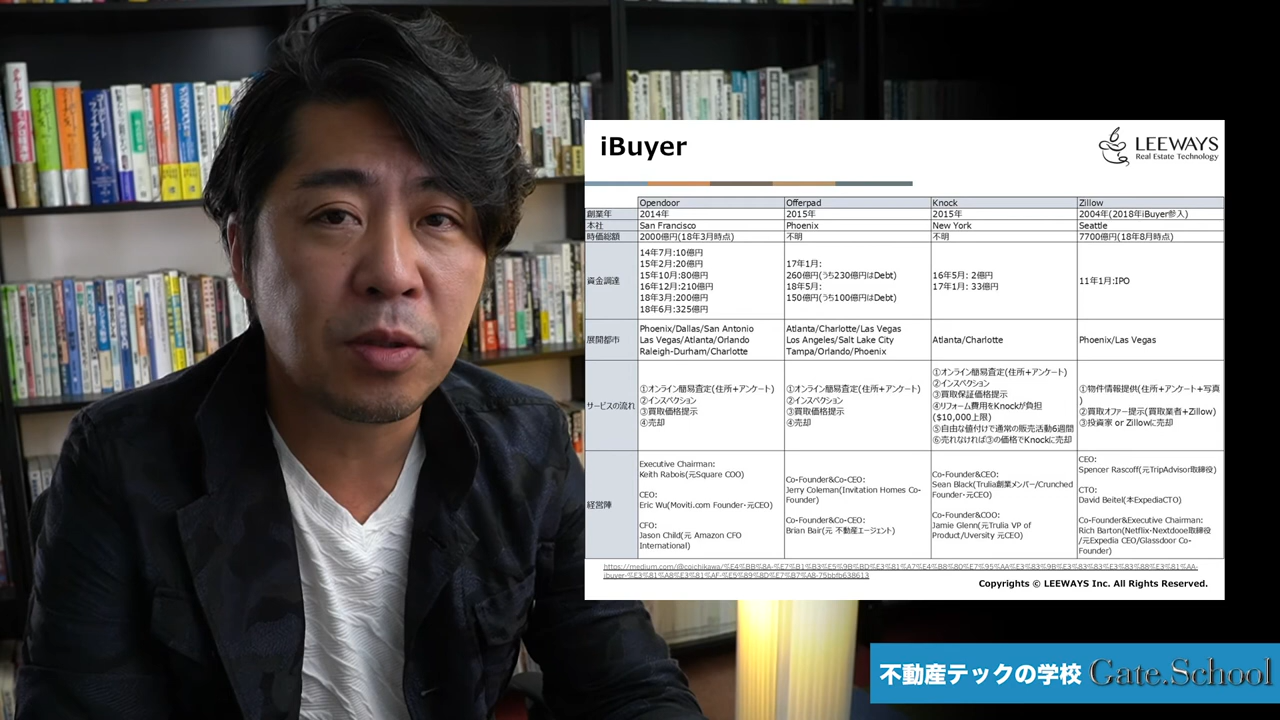 iBuyer
LEEWAYS
Real Estate Technology
Opendoor Offerpad Knock Zillow
創業年 2014年 2015年 2015年 2004年(2018年iBuyer参入)
本社 San Francisco Phoenix New York Seattle
時価総額 2000億円(18年3月時点) 不明 不明 7700億円(18年8月時点)
資金調達
14年7月:10億円
15年2月:20億円
15年10月:80億円
16年12月:210億円
18年3月:200億円
18年6月:325億円
17年1月:
260億円(うち230億円はDebt)
18年5月:
150億円(うち100億円はDebt)
16年5月: 2億円
17年1月: 33億円
11年1月:IPO
展開都市
Phoenix/Dallas/San Antonio
Las Vegas/Atlanta/Orlando
Raleigh-Durham/Charlotte
Atlanta/Charlotte/Las Vegas
Los Angeles/Salt Lake City
Tampa/Orlando/Phoenix
Atlanta/Charlotte
Phoenix/Las Vegas
サービスの流れ
①オンライン簡易査定(住所+アンケート)
②インスペクション
③買取価格提示
④売却
①オンライン簡易査定(住所+アンケート)
②インスペクション
③買取価格提示
④売却
①オンライン簡易査定(住所+アンケート)
②インスペクション
③買取保証価格提示
④リフォーム費用をKnockが負担
($10,000上限)
⑤自由な値付けで通常の販売活動6週間
⑥売れなければ③の価格でKnockに売却
①物件情報提供(住所+アンケート+写真
)
②買取オファー提示(買取業者+Zillow)
③投資家 or Zillowに売却
経営陣
Executive Chairman:
Keith Rabois(元Square COO)
CEO:
Eric Wu(Moviti.com Founder・元CEO)
CFO:
Jason Child(元 Amazon CFO
International)
Co-Founder&Co-CEO:
Jerry Coleman(Invitation Homes Co-
Founder)
Co-Founder&Co-CEO:
Brian Bair(元 不動産エージェント)
Co-Founder&CEO:
Sean Black(Trulia創業メンバー/Crunched
Founder・元CEO)
Co-Founder&COO:
Jamie Glenn(元Trulia VP of
Product/Uversity 元CEO)
CEO:
Spencer Rascoff(元TripAdvisor取締役)
CTO:
David Beitel(本ExpediaCTO)
Co-Founder&Executive Chairman:
Rich Barton(Netflix・Nextdooe取締役
/元Expedia CEO/Glassdoor Co-
Founder)
Copyrights © LEEWAYS Inc. All Rights Reserved.
不動産テックの学校 Gate.School